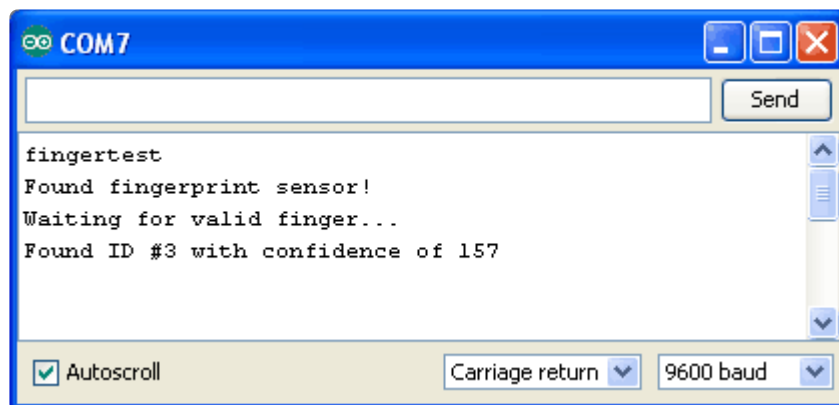 COM7
Send
fingertest
Found fingerprint sensor!
Waiting for valid finger...
Found ID #3 with confidence of 157
Autoscroll
Carriage return
9600 baud